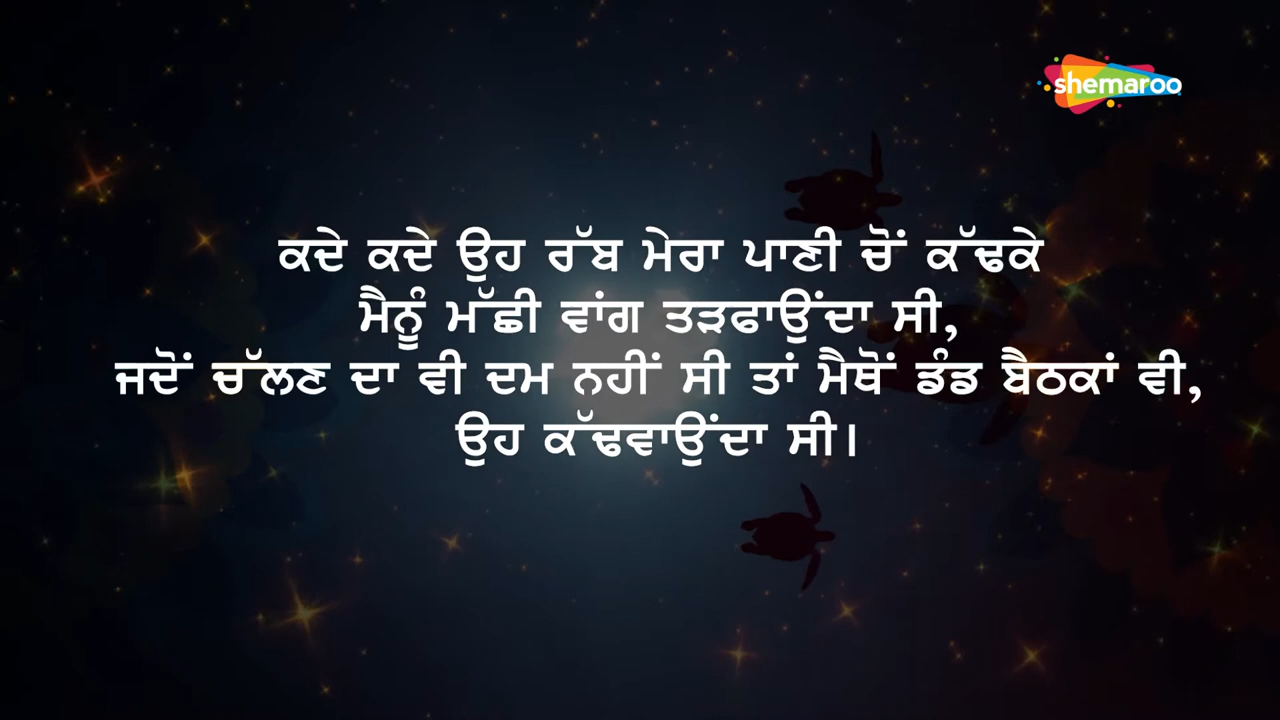 shemaroo
ਕਦੇ ਕਦੇ ਉਹ ਰੱਬ ਮੇਰਾ ਪਾਣੀ ਚੋਂ ਕੱਢਕੇ
ਮੈਨੂੰ ਮੱਛੀ ਵਾਂਗ ਤੜਫਾਉਂਦਾ ਸੀ,
ਜਦੋਂ ਚੱਲਣ ਦਾ ਵੀ ਦਮ ਨਹੀਂ ਸੀ ਤਾਂ ਮੈਥੋਂ ਡੰਡ ਬੈਠਕਾਂ ਵੀ,
ਉਹ ਕੱਢਵਾਉਂਦਾ ਸੀ।